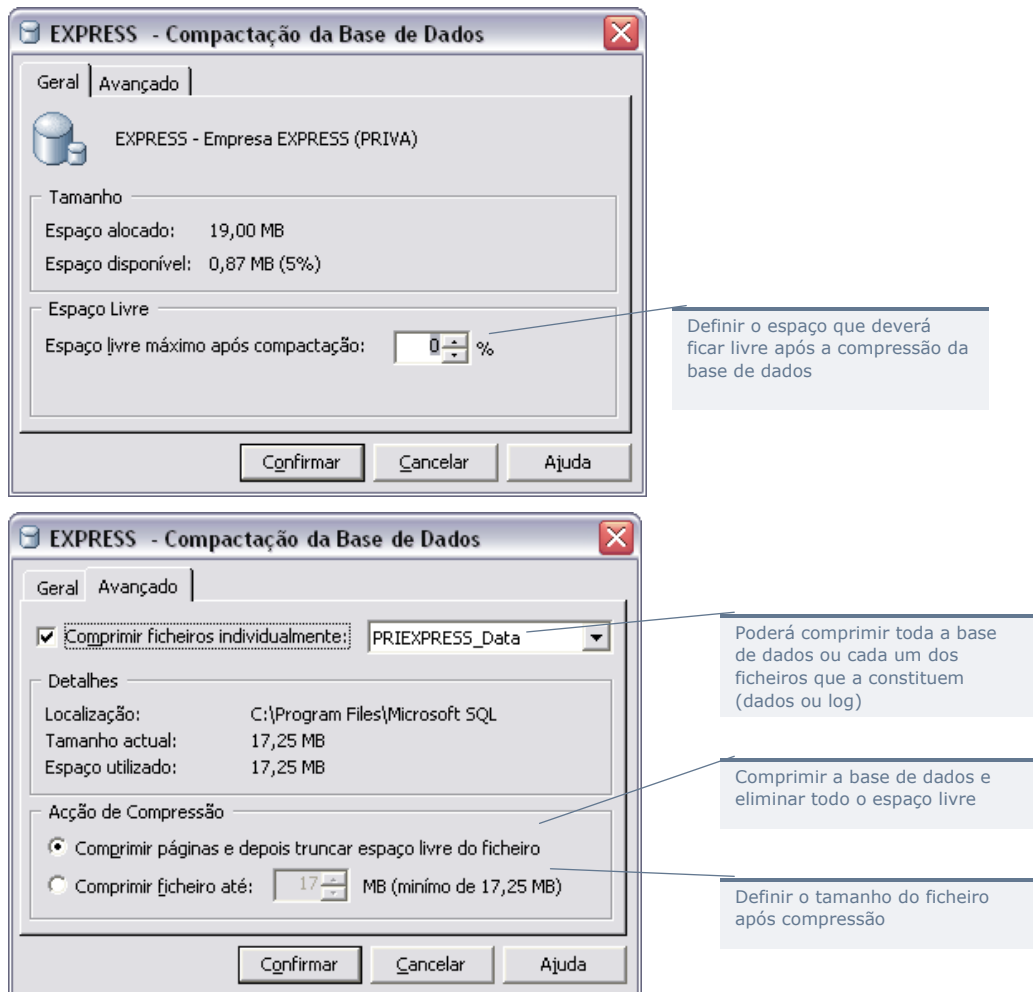 EXPRESS - Compactação da Base de Dados
Geral Avançado
EXPRESS - Empresa EXPRESS (PRIVA)
Tamanho
Espaço alocado: 19,00 MB
Espaço disponível: 0,87 MB (5%)
Espaço Livre
Espaço livre máximo após compactação: 0 %
Confirmar Cancelar Ajuda
Definir o espaço que deverá
ficar livre após a compressão da
base de dados
EXPRESS - Compactação da Base de Dados
Geral Avançado
Comprimir ficheiros individualmente: PRIEXPRESS_Data
Detalhes
Localização: C:\Program Files\Microsoft SQL
Tamanho actual: 17,25 MB
Espaço utilizado: 17,25 MB
Acção de Compressão
Comprimir páginas e depois truncar espaço livre do ficheiro
Comprimir ficheiro até: 17 MB (minímo de 17,25 MB)
Confirmar Cancelar Ajuda
Poderá comprimir toda a base
de dados ou cada um dos
ficheiros que a constituem
(dados ou log)
Comprimir a base de dados e
eliminar todo o espaço livre
Definir o tamanho do ficheiro
após compressão